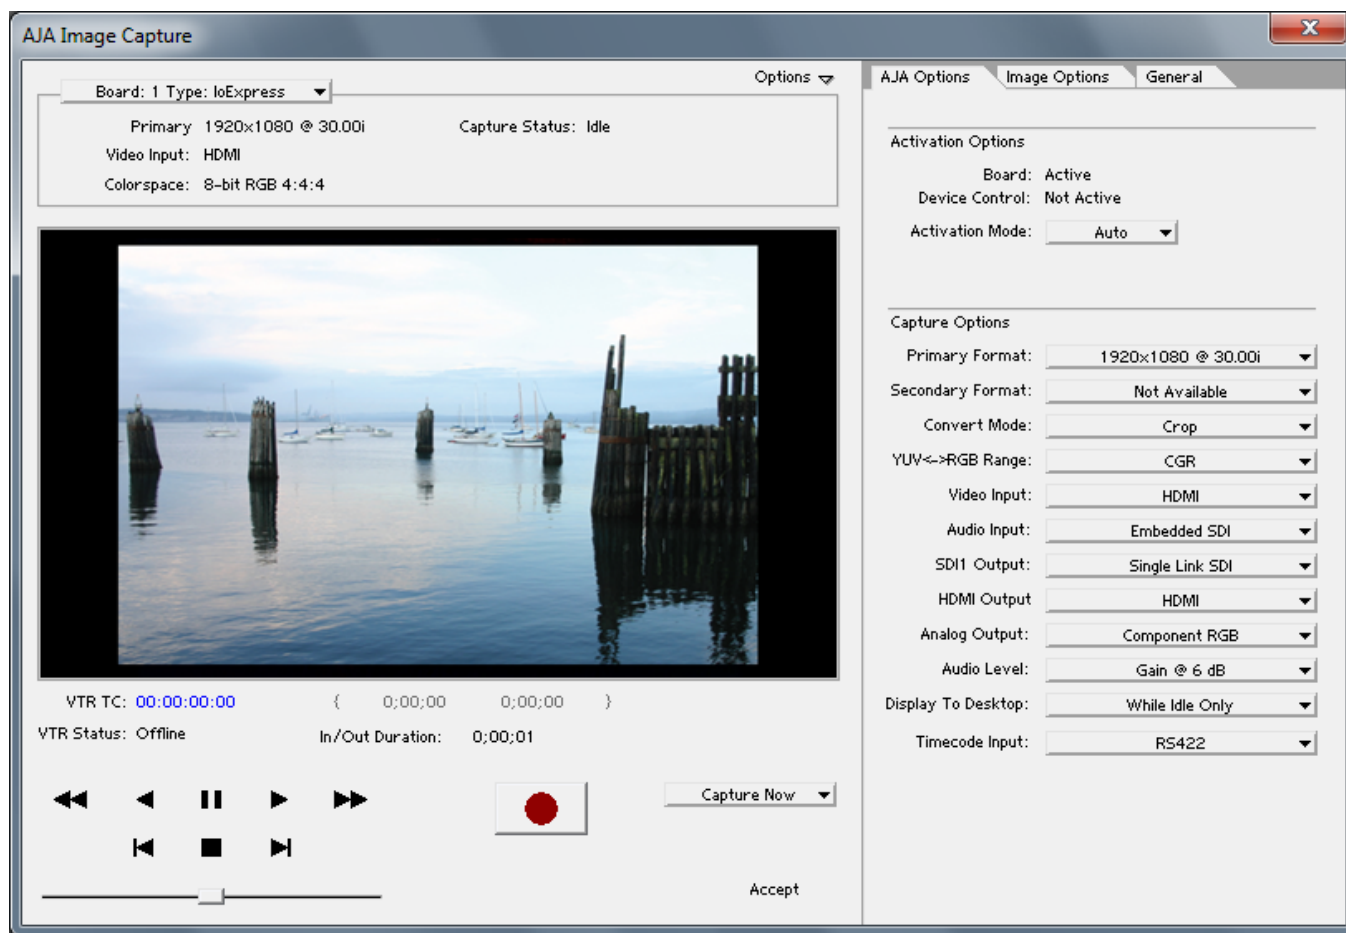 AJA Image Capture
X
Options
Board: 1 Type: IoExpress
Primary 1920x1080 @ 30.00i Capture Status: Idle
Video Input: HDMI
Colorspace: 8-bit RGB 4:4:4
VTR TC: 00:00:00:00 { 0;00;00 0;00;00 }
VTR Status: Offline In/Out Duration: 0;00;01
Capture Now
Accept
AJA Options Image Options General
Activation Options
Board: Active
Device Control: Not Active
Activation Mode: Auto
Capture Options
Primary Format: 1920x1080 @ 30.00i
Secondary Format: Not Available
Convert Mode: Crop
YUV<->RGB Range: CGR
Video Input: HDMI
Audio Input: Embedded SDI
SDI1 Output: Single Link SDI
HDMI Output HDMI
Analog Output: Component RGB
Audio Level: Gain @ 6 dB
Display To Desktop: While Idle Only
Timecode Input: RS422